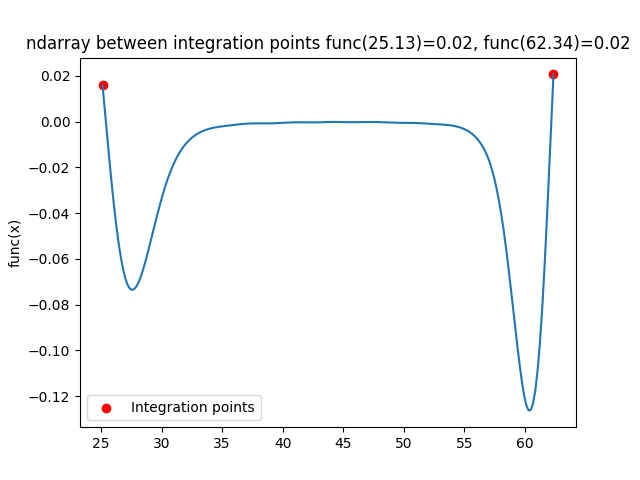 ndarray between integration points func(25.13)=0.02, func(62.34)=0.02
0.02
0.00
−0.02
−0.04
−0.06
−0.08
−0.10
−0.12
func(x)
Integration points
25 30 35 40 45 50 55 60